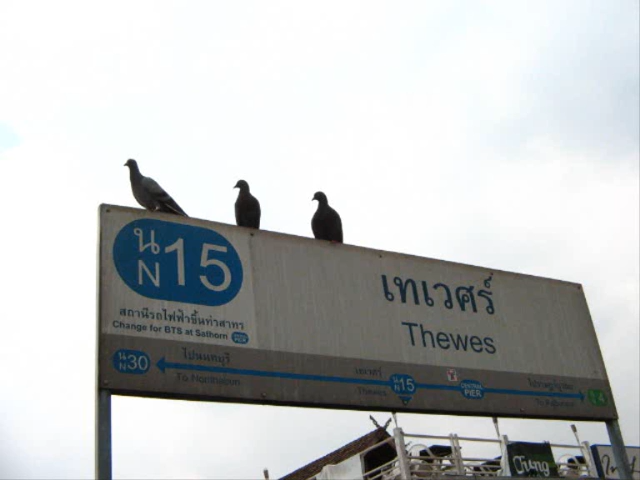 น
N 15
สถานีรถไฟฟ้าขึ้นท่าสาทร
Change for BTS at Sathorn
เทเวศร์
Thewes
น
N 30
ไปนนทบุรี
To Nonthaburi
เทเวศร์
Thewes
น
N 15
CENTRAL
PIER